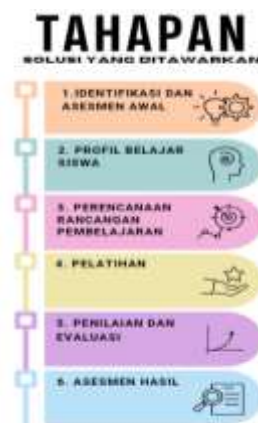 TAHAPAN
SOLUSI YANG DITAWARKAN
1. IDENTIFIKASI DAN
ASESMEN AWAL
2. PROFIL BELAJAR
SISWA
3. PERENCANAAN
RANCANGAN
PEMBELAJARAN
4. PELATIHAN
5. PENILAIAN DAN
EVALUASI
6. ASESMEN HASIL